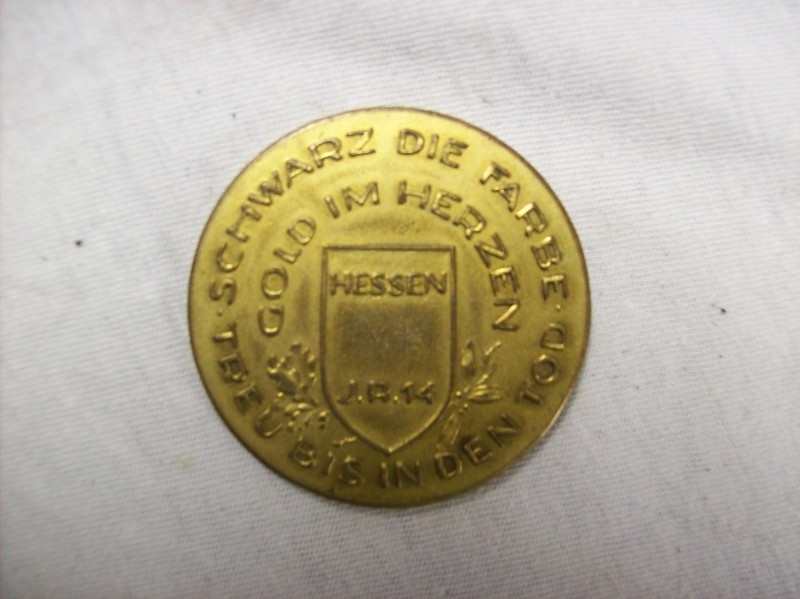 · SCHWARZ DIE FARBE ·
GOLD IM HERZEN
HESSEN
J.R.14
TREU BIS IN DEN TOD